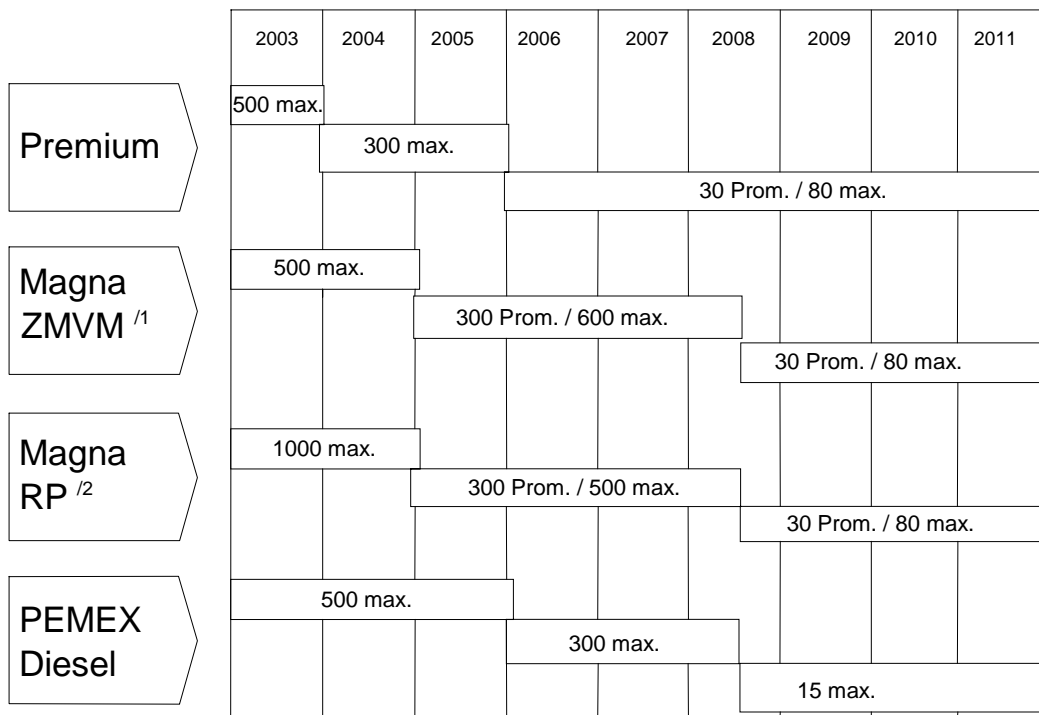 2003 2004 2005 2006 2007 2008 2009 2010 2011
Premium
500 max.
300 max.
30 Prom. / 80 max.
Magna
ZMVM /1
500 max.
300 Prom. / 600 max.
30 Prom. / 80 max.
Magna
RP /2
1000 max.
300 Prom. / 500 max.
30 Prom. / 80 max.
PEMEX
Diesel
500 max.
300 max.
15 max.